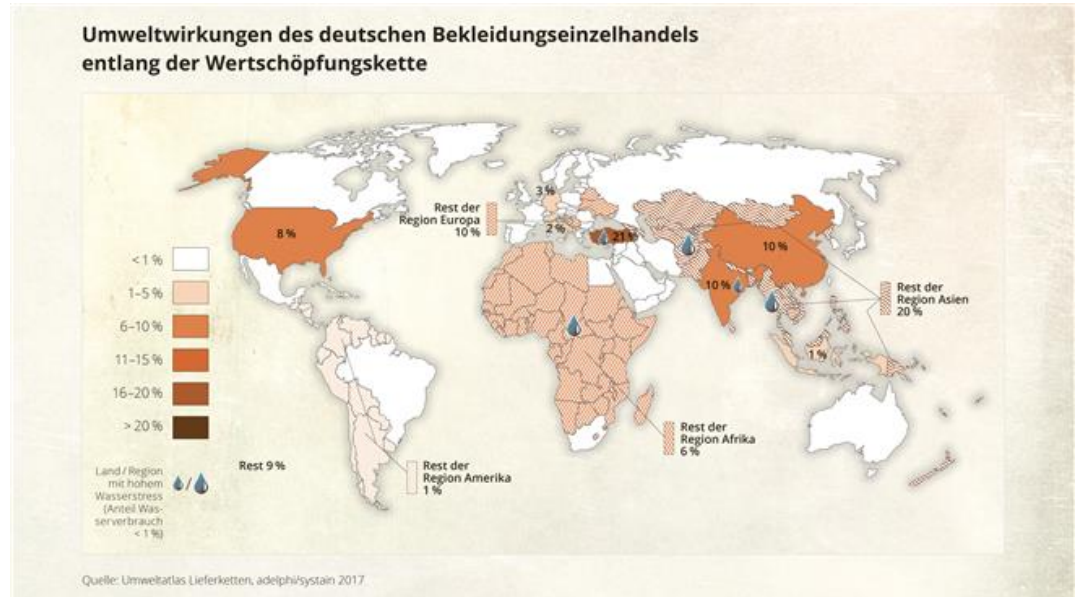 Umweltwirkungen des deutschen Bekleidungseinzelhandels
entlang der Wertschöpfungskette
3 %
Rest der
Region Europa
10 %
2 %
21 %
8 %
10 %
10 %
< 1 %
1–5 %
6–10 %
11–15 %
16–20 %
> 20 %
Rest der
Region Asien
20 %
1 %
Rest der
Region Afrika
6 %
Rest 9 %
Rest der
Region Amerika
1 %
Land / Region
mit hohem
Wasserstress
(Anteil Was-
serverbrauch
< 1 %)
/
Quelle: Umweltatlas Lieferketten, adelphi/systain 2017